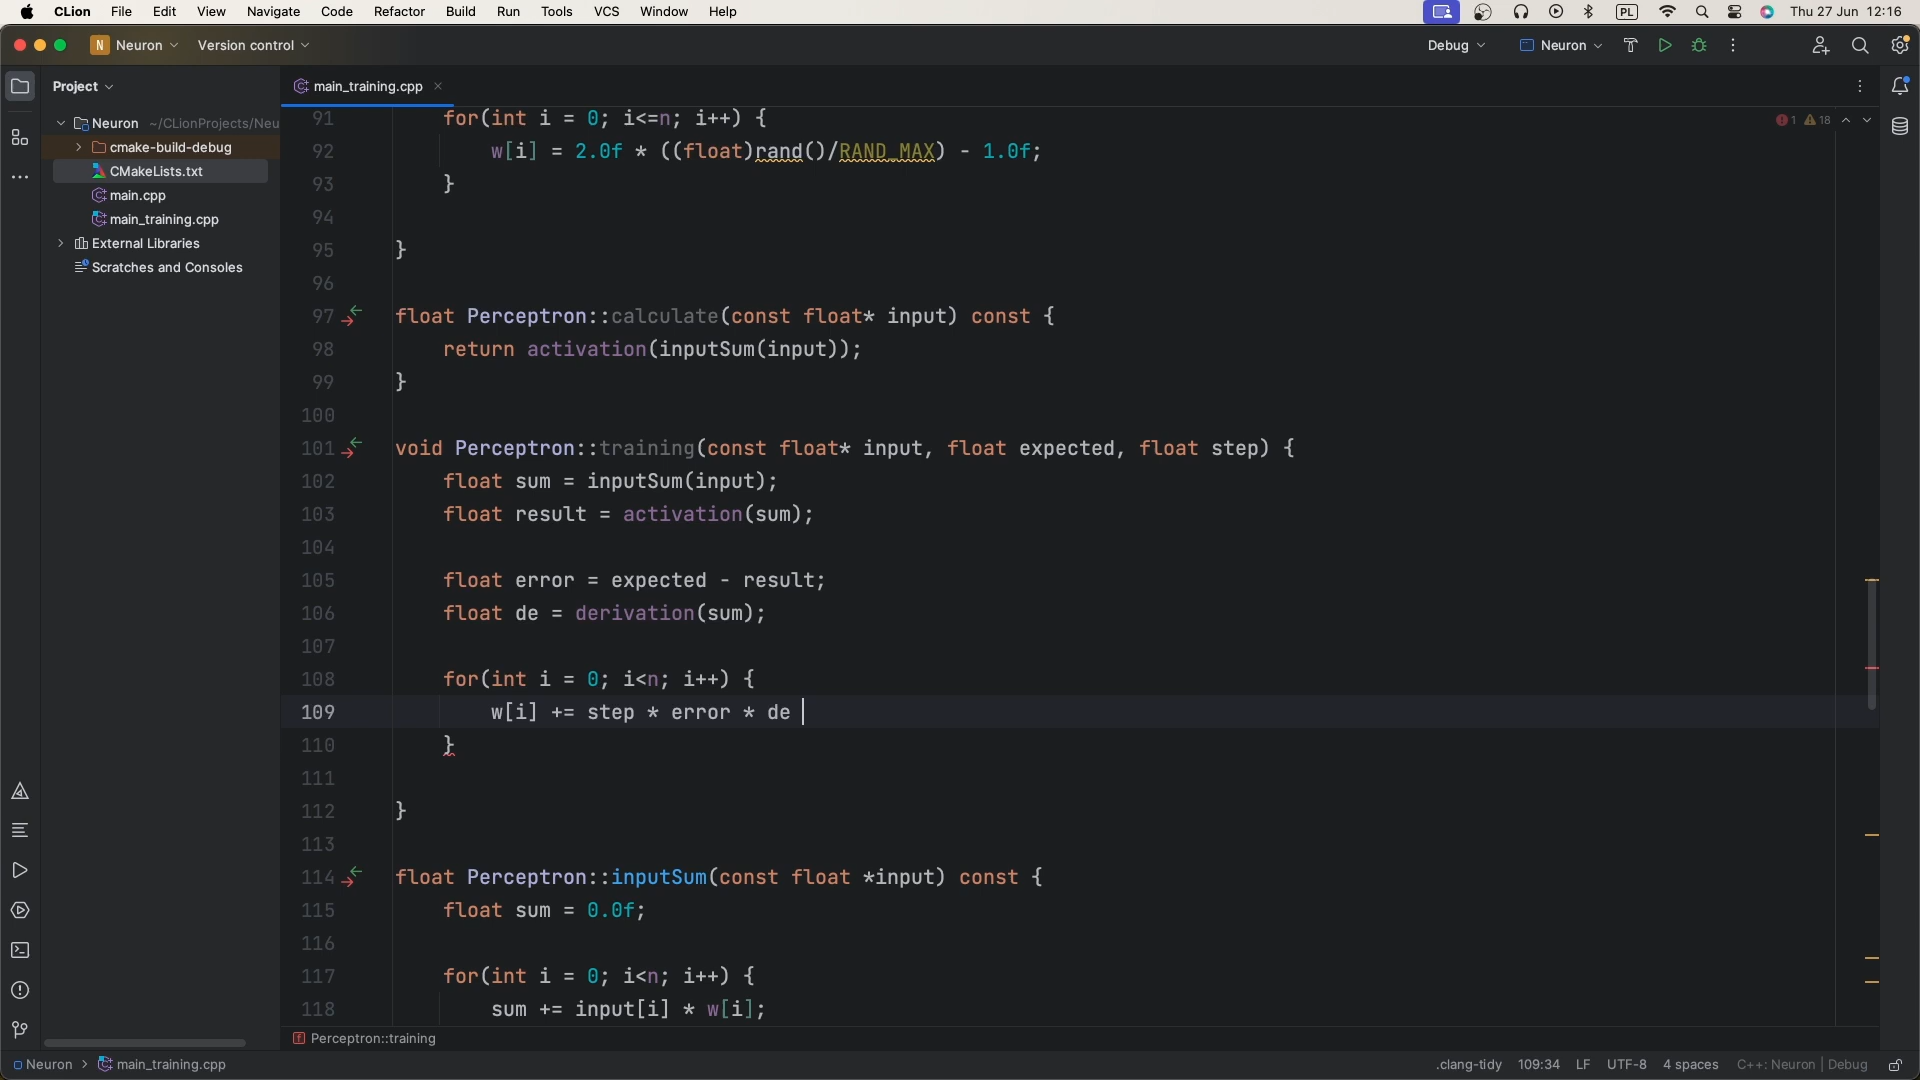 CLion File Edit View Navigate Code Refactor Build Run Tools VCS Window Help PL Thu 27 Jun 12:16
N Neuron Version control Debug Neuron
Project main_training.cpp
Neuron ~/CLionProjects/Neu
cmake-build-debug
CMakeLists.txt
main.cpp
main_training.cpp
External Libraries
Scratches and Consoles
1 18
91 for(int i = 0; i<=n; i++) {
92 w[i] = 2.0f * ((float)rand()/RAND_MAX) - 1.0f;
93 }
94
95 }
96
97 float Perceptron::calculate(const float* input) const {
98 return activation(inputSum(input));
99 }
100
101 void Perceptron::training(const float* input, float expected, float step) {
102 float sum = inputSum(input);
103 float result = activation(sum);
104
105 float error = expected - result;
106 float de = derivation(sum);
107
108 for(int i = 0; i<n; i++) {
109 w[i] += step * error * de
110 }
111
112 }
113
114 float Perceptron::inputSum(const float *input) const {
115 float sum = 0.0f;
116
117 for(int i = 0; i<n; i++) {
118 sum += input[i] * w[i];
f Perceptron::training
Neuron > main_training.cpp .clang-tidy 109:34 LF UTF-8 4 spaces C++: Neuron | Debug